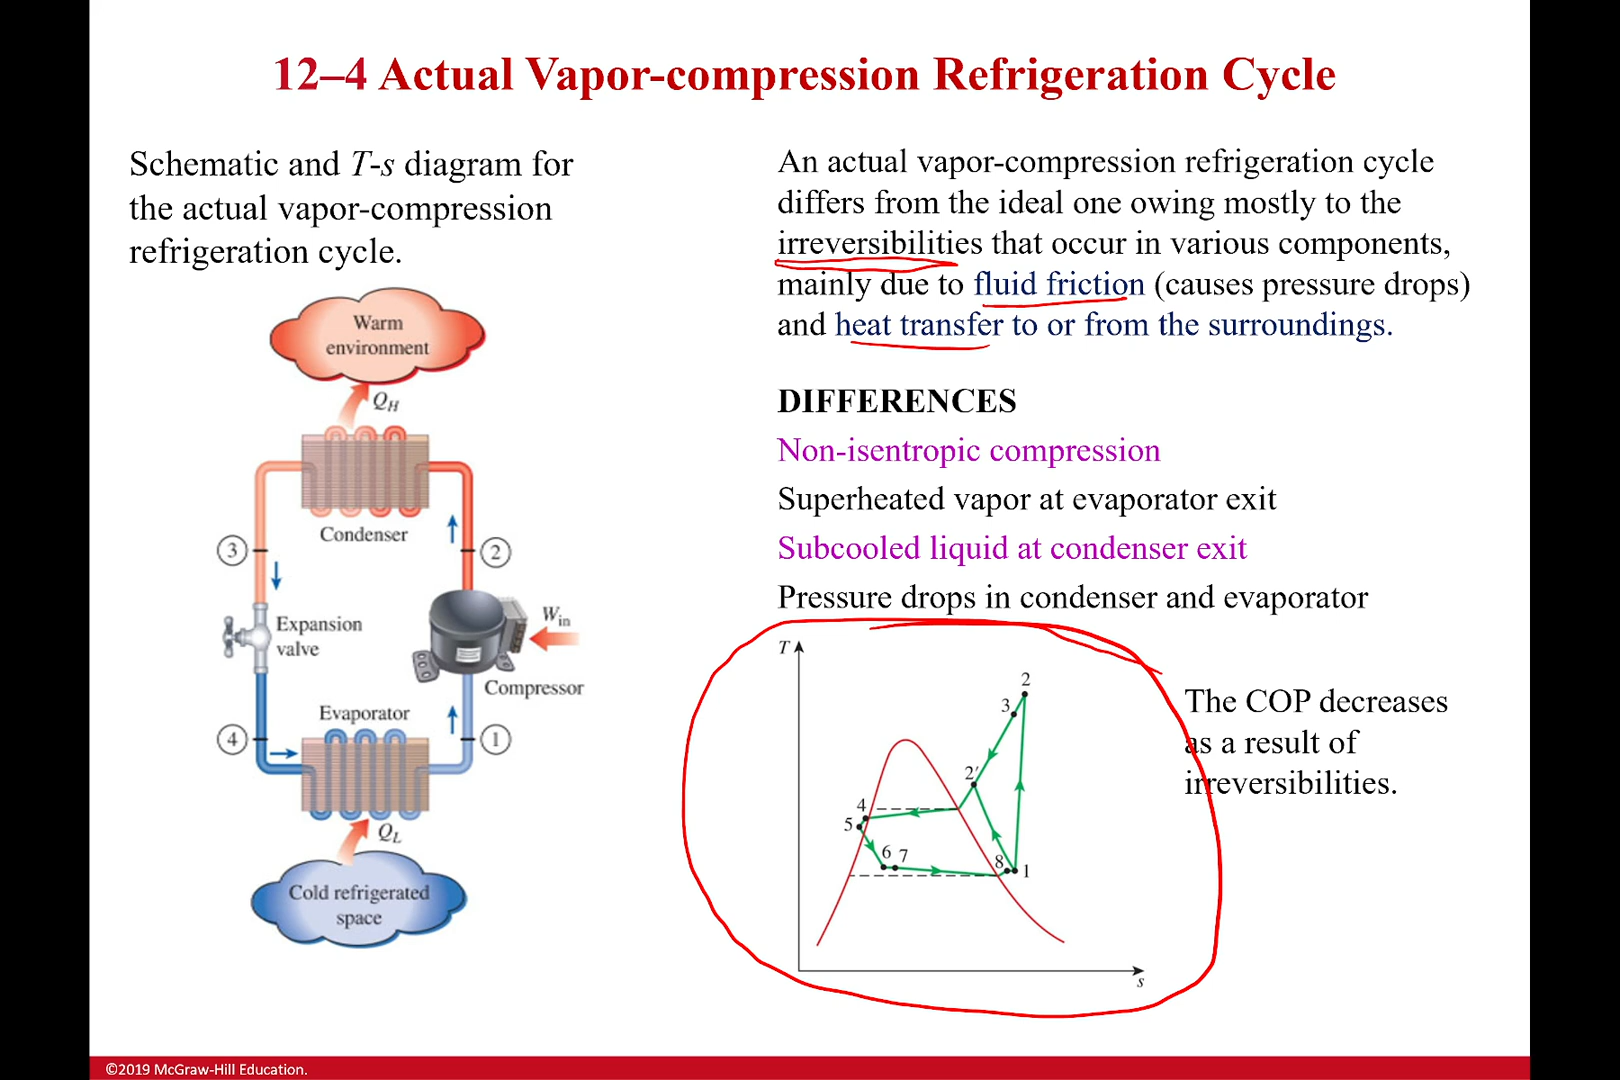 12–4 Actual Vapor-compression Refrigeration Cycle
Schematic and T-s diagram for
the actual vapor-compression
refrigeration cycle.
Warm
environment
QH
Condenser
3
2
Expansion
valve
Win
Compressor
Evaporator
4
1
QL
Cold refrigerated
space
An actual vapor-compression refrigeration cycle
differs from the ideal one owing mostly to the
irreversibilities that occur in various components,
mainly due to fluid friction (causes pressure drops)
and heat transfer to or from the surroundings.
DIFFERENCES
Non-isentropic compression
Superheated vapor at evaporator exit
Subcooled liquid at condenser exit
Pressure drops in condenser and evaporator
T
2
3
2′
4
5
6 7
8
1
s
The COP decreases
as a result of
irreversibilities.
©2019 McGraw-Hill Education.